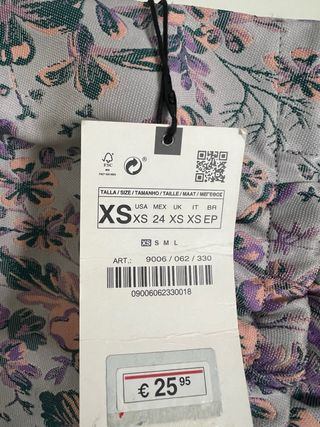 FSC
TALLA / SIZE / TAMANHO / TAILLE / MAAT / ΜΕΓΕΘΟΣ
XS USA MEX UK IT BR
XS 24 XS XS EP
XS S M L
ART.: 9006 / 062 / 330
09006062330018
€ 25 95